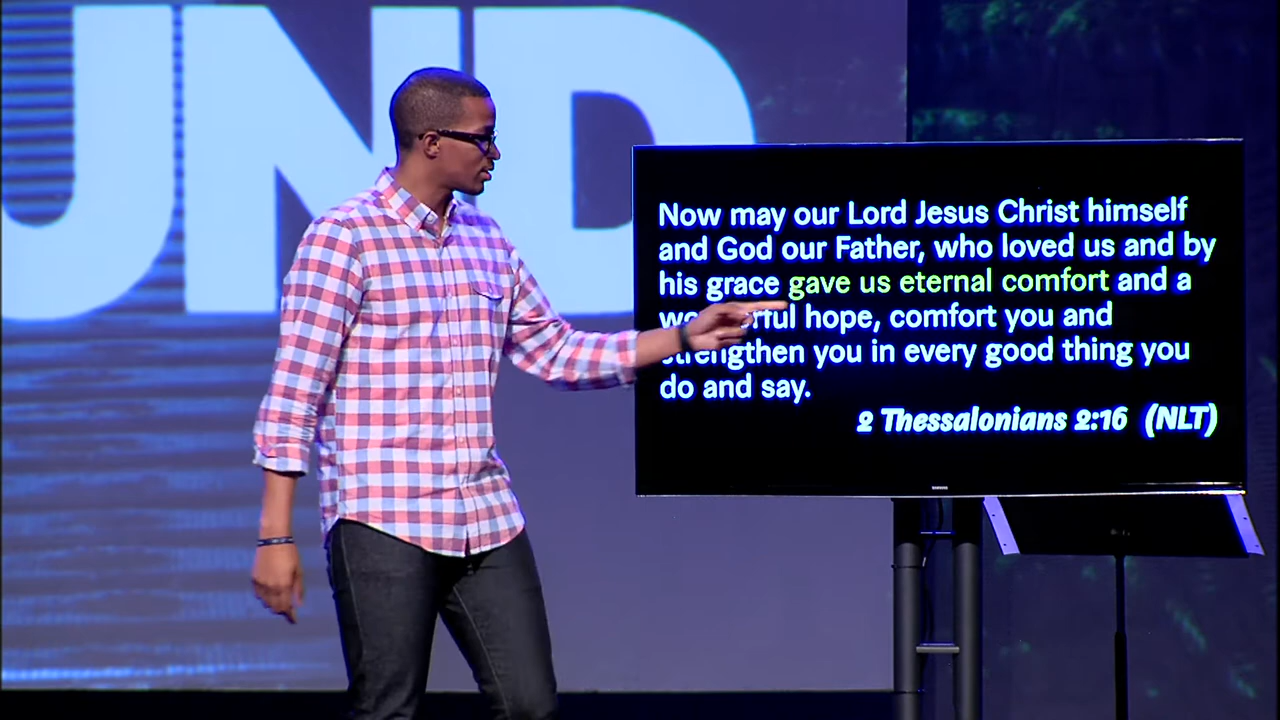 UND
Now may our Lord Jesus Christ himself
and God our Father, who loved us and by
his grace gave us eternal comfort and a
hope, comfort you and
strengthen you in every good thing you
do and say.
2 Thessalonians 2:16 (NLT)
SAMSUNG